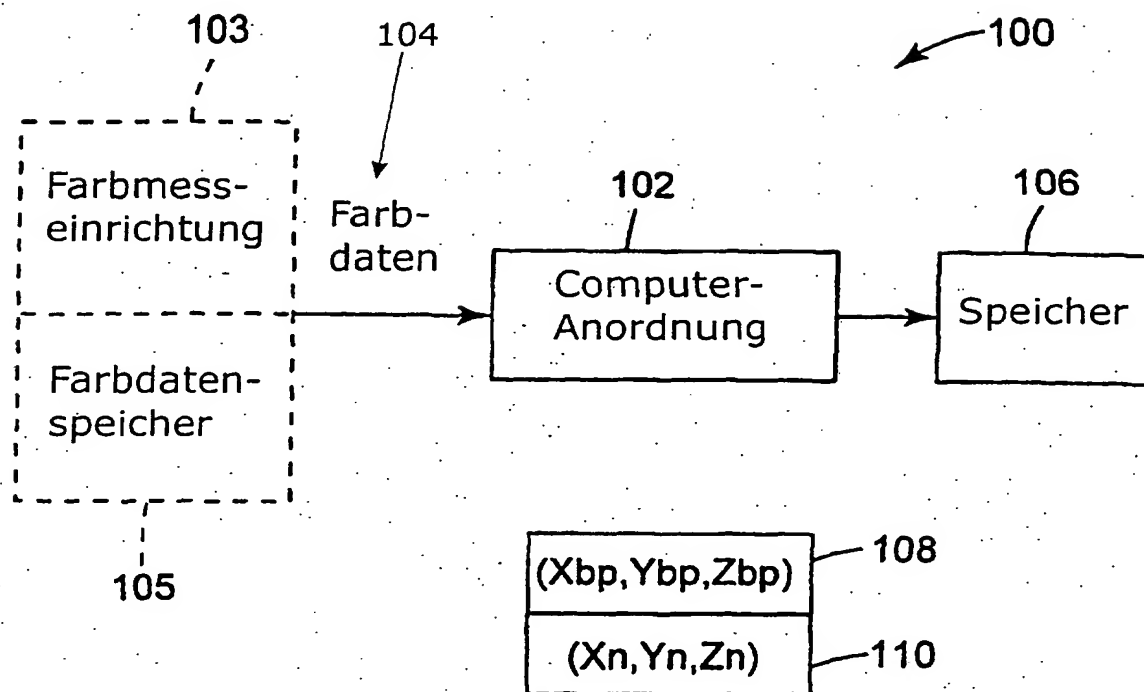 103
104
100
Farbmess-
einrichtung
Farb-
daten
102
106
Computer-
Anordnung
Speicher
Farbdaten-
speicher
105
(Xbp,Ybp,Zbp)
108
(Xn,Yn,Zn)
110